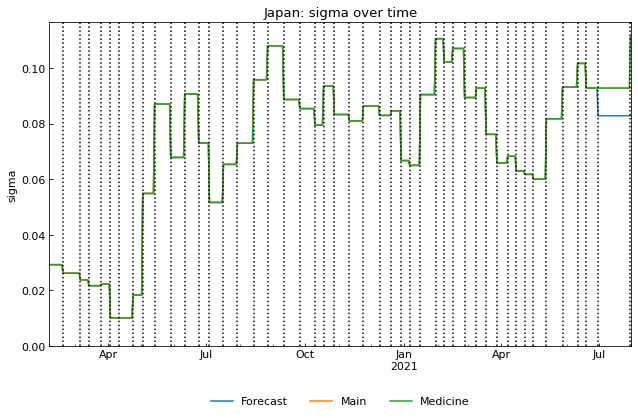 Japan: sigma over time
0.10
0.08
0.06
0.04
0.02
0.00
sigma
Apr Jul Oct Jan Apr Jul
2021
Forecast Main Medicine